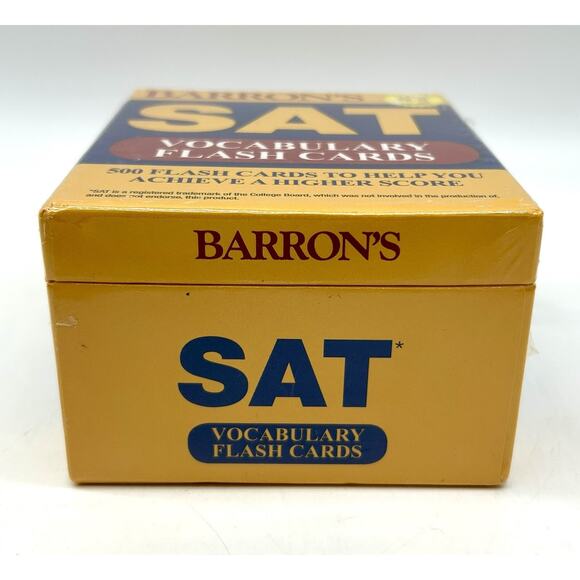 BARRON'S
SAT
VOCABULARY
FLASH CARDS
500 FLASH CARDS TO HELP YOU
ACHIEVE A HIGHER SCORE
*SAT is a registered trademark of the College Board, which was not involved in the production of,
and does not endorse, this product.
BARRON'S
SAT*
VOCABULARY
FLASH CARDS